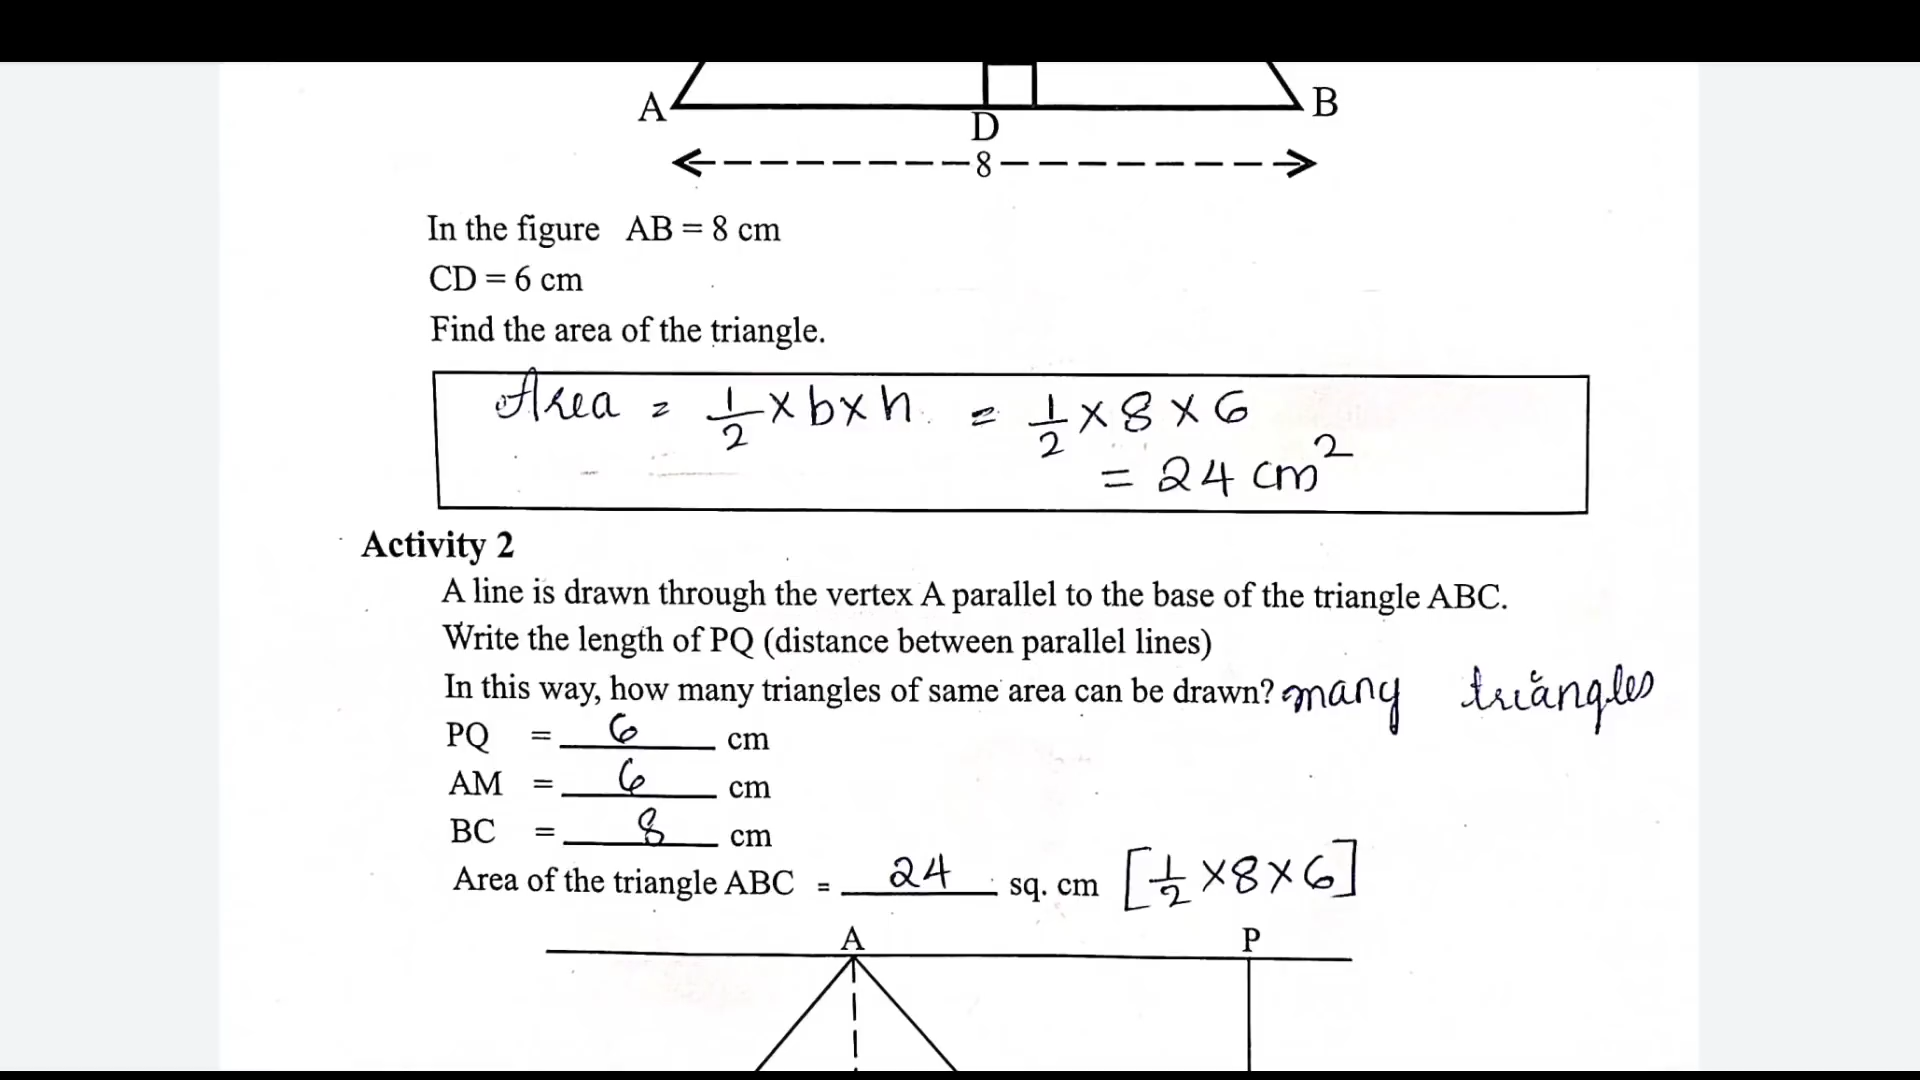 A B
D
8
In the figure AB = 8 cm
CD = 6 cm
Find the area of the triangle.
Area = 1/2 × b × h = 1/2 × 8 × 6
= 24 cm²
Activity 2
A line is drawn through the vertex A parallel to the base of the triangle ABC.
Write the length of PQ (distance between parallel lines)
In this way, how many triangles of same area can be drawn? many triangles
PQ = 6 cm
AM = 6 cm
BC = 8 cm
Area of the triangle ABC = 24 sq. cm [1/2 × 8 × 6]
A P